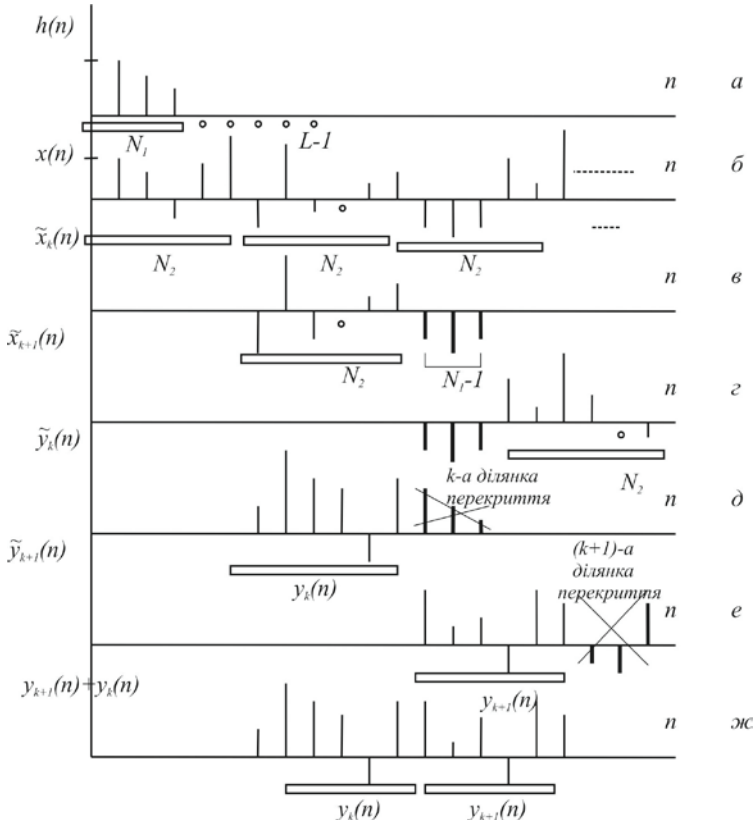 h(n)
n а
N₁ L-1
x(n)
n б
x̃ₖ(n)
N₂ N₂ N₂
n в
x̃ₖ₊₁(n)
N₂ N₁-1
n г
ỹₖ(n)
N₂
k-а ділянка
перекриття
n д
ỹₖ₊₁(n)
(k+1)-а
ділянка
перекриття
yₖ(n)
n е
yₖ₊₁(n)+yₖ(n)
yₖ₊₁(n)
n ж
yₖ(n) yₖ₊₁(n)